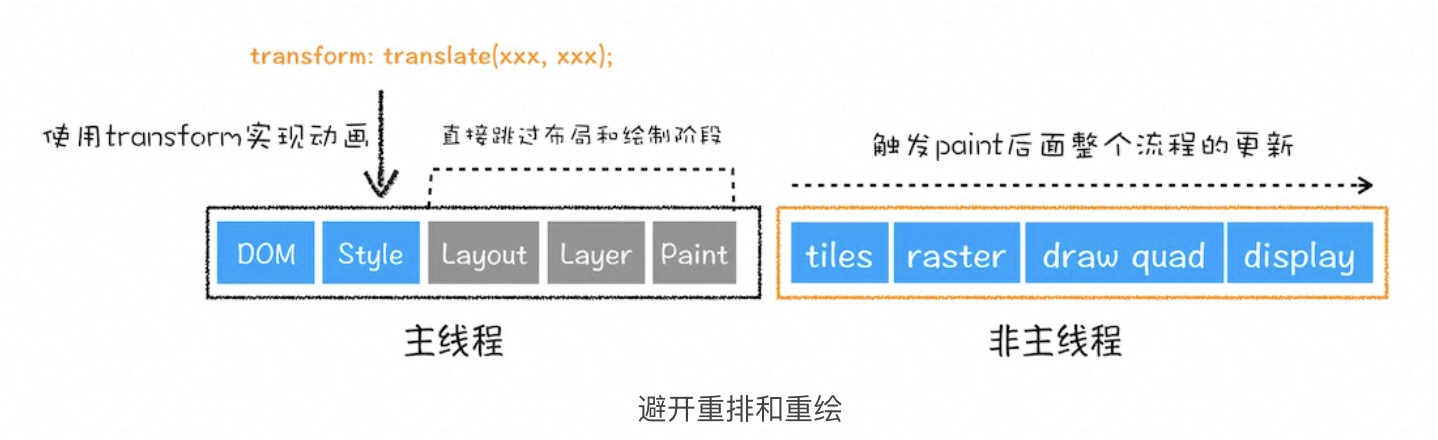 transform: translate(xxx, xxx);
使用transform实现动画
直接跳过布局和绘制阶段
触发paint后面整个流程的更新
DOM Style Layout Layer Paint
tiles raster draw quad display
主线程
非主线程
避开重排和重绘